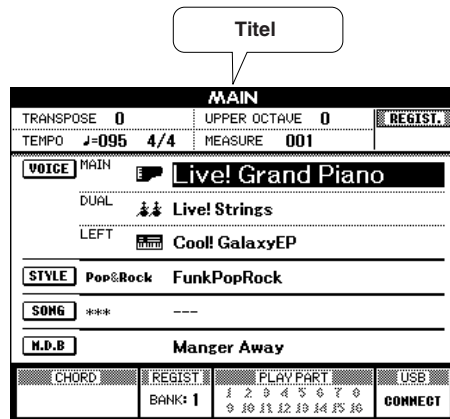 Titel
MAIN
TRANSPOSE 0 UPPER OCTAVE 0 REGIST.
TEMPO ♩=095 4/4 MEASURE 001
VOICE MAIN Live! Grand Piano
DUAL Live! Strings
LEFT Cool! GalaxyEP
STYLE Pop&Rock FunkPopRock
SONG *** ---
M.D.B Manger Away
CHORD REGIST PLAY PART USB
BANK: 1 1 2 3 4 5 6 7 8 CONNECT
9 10 11 12 13 14 15 16